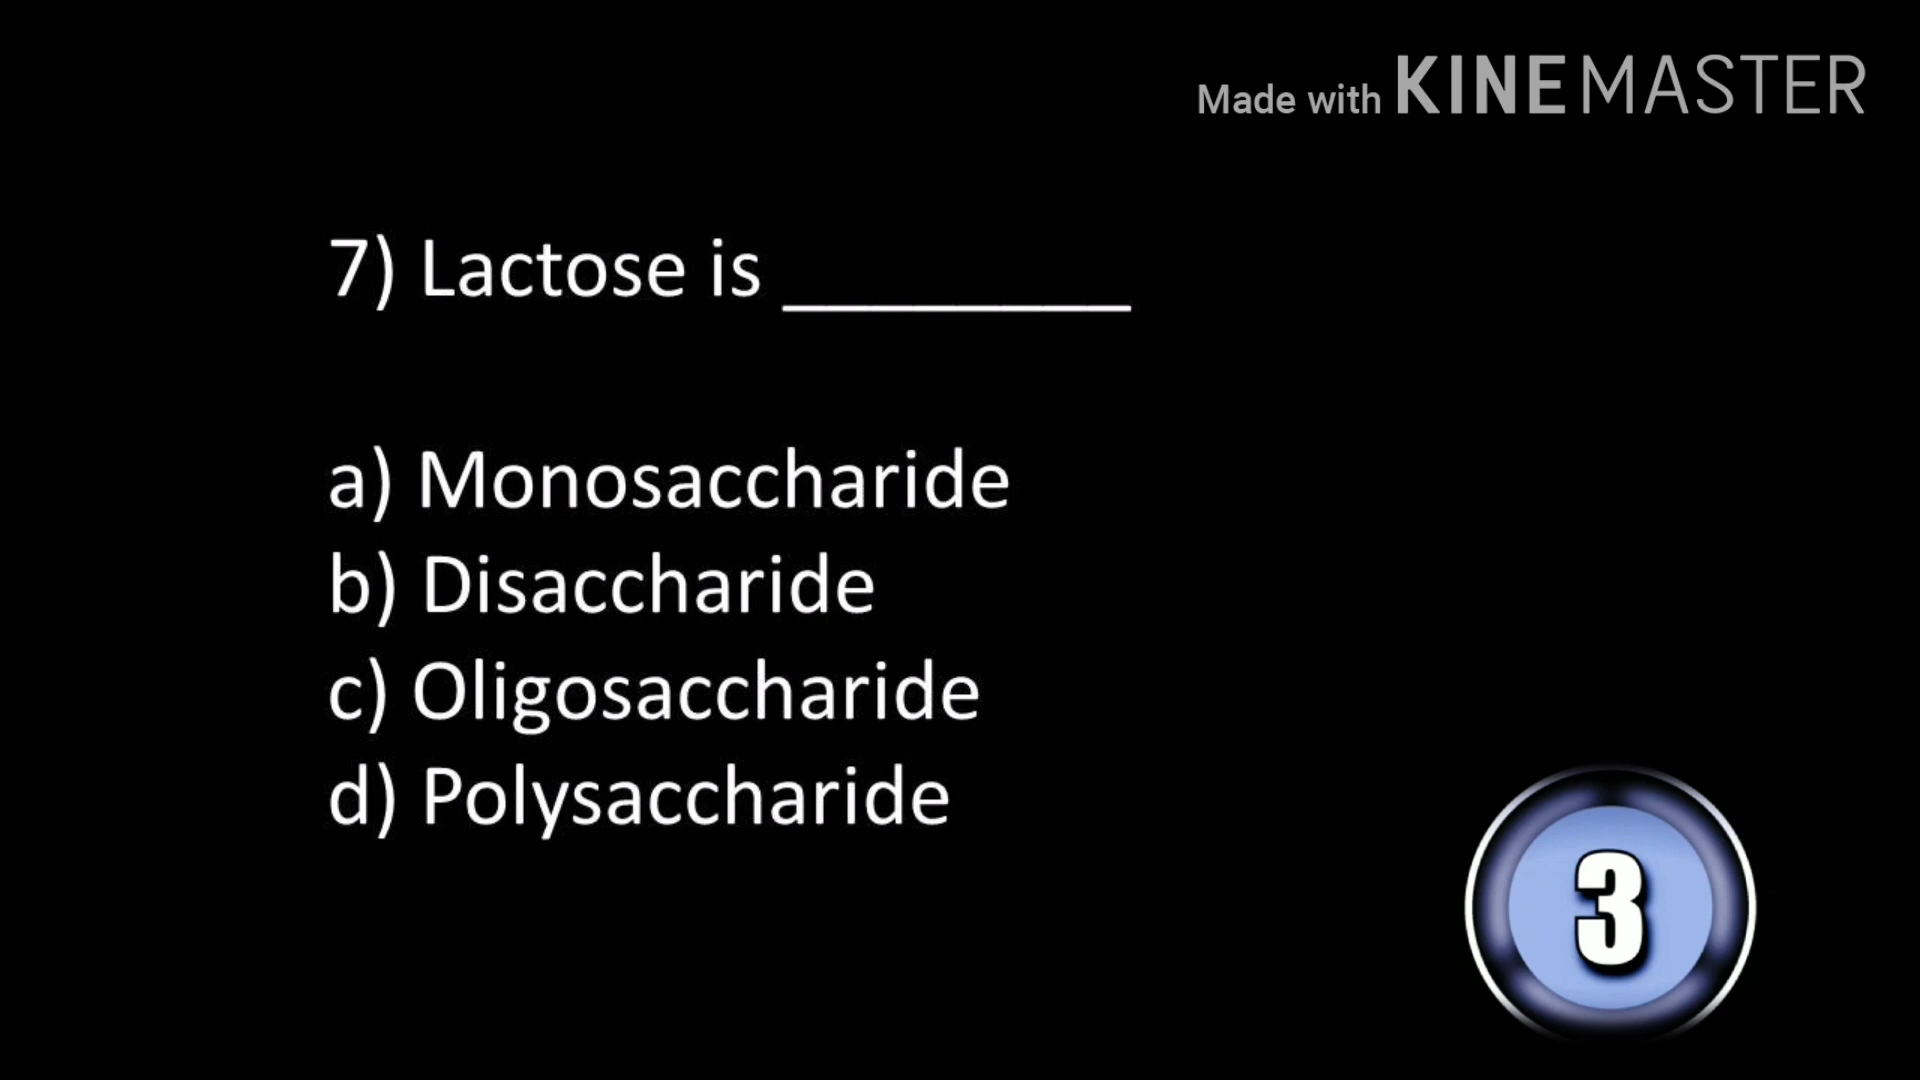 Made with KINEMASTER
7) Lactose is _________
a) Monosaccharide
b) Disaccharide
c) Oligosaccharide
d) Polysaccharide
3